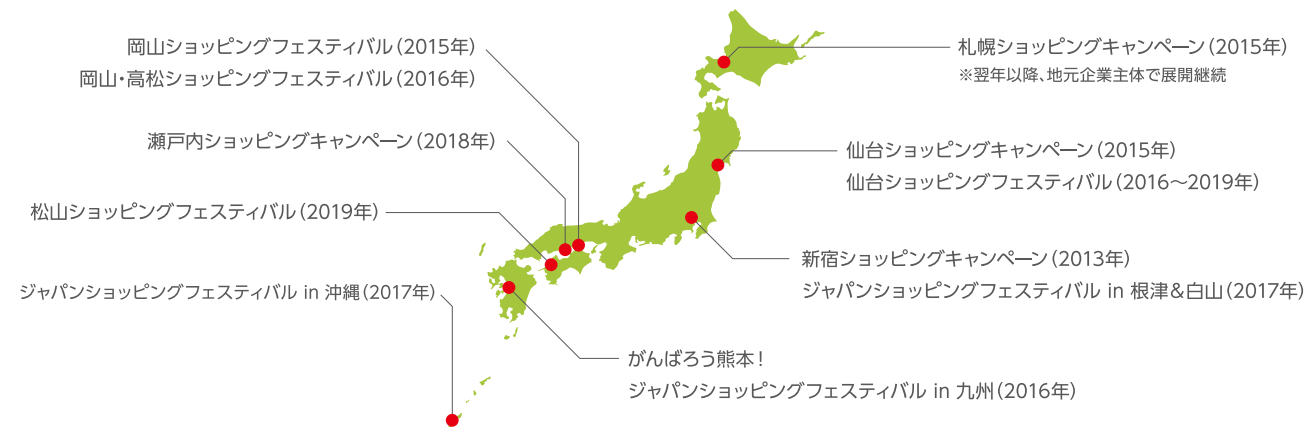 岡山ショッピングフェスティバル（2015年）
岡山・高松ショッピングフェスティバル（2016年）
瀬戸内ショッピングキャンペーン（2018年）
松山ショッピングフェスティバル（2019年）
ジャパンショッピングフェスティバル in 沖縄（2017年）
札幌ショッピングキャンペーン（2015年）
※翌年以降、地元企業主体で展開継続
仙台ショッピングキャンペーン（2015年）
仙台ショッピングフェスティバル（2016〜2019年）
新宿ショッピングキャンペーン（2013年）
ジャパンショッピングフェスティバル in 根津＆白山（2017年）
がんばろう熊本！
ジャパンショッピングフェスティバル in 九州（2016年）